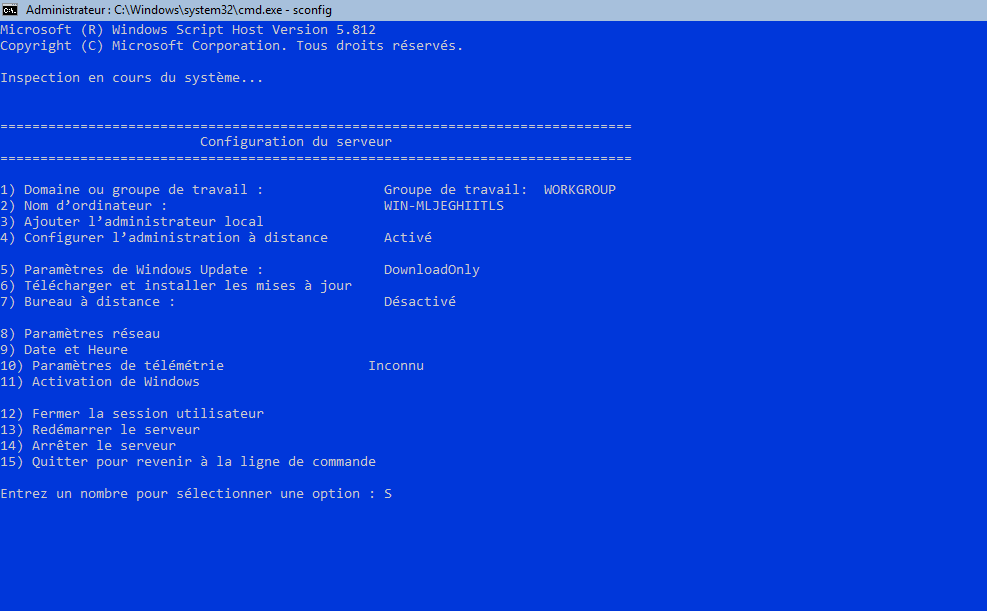 Administrateur : C:\Windows\system32\cmd.exe - sconfig
Microsoft (R) Windows Script Host Version 5.812
Copyright (C) Microsoft Corporation. Tous droits réservés.
Inspection en cours du système...
===============================================================================
Configuration du serveur
===============================================================================
1) Domaine ou groupe de travail : Groupe de travail: WORKGROUP
2) Nom d’ordinateur : WIN-MLJEGHIITLS
3) Ajouter l’administrateur local
4) Configurer l’administration à distance Activé
5) Paramètres de Windows Update : DownloadOnly
6) Télécharger et installer les mises à jour
7) Bureau à distance : Désactivé
8) Paramètres réseau
9) Date et Heure
10) Paramètres de télémétrie Inconnu
11) Activation de Windows
12) Fermer la session utilisateur
13) Redémarrer le serveur
14) Arrêter le serveur
15) Quitter pour revenir à la ligne de commande
Entrez un nombre pour sélectionner une option : S